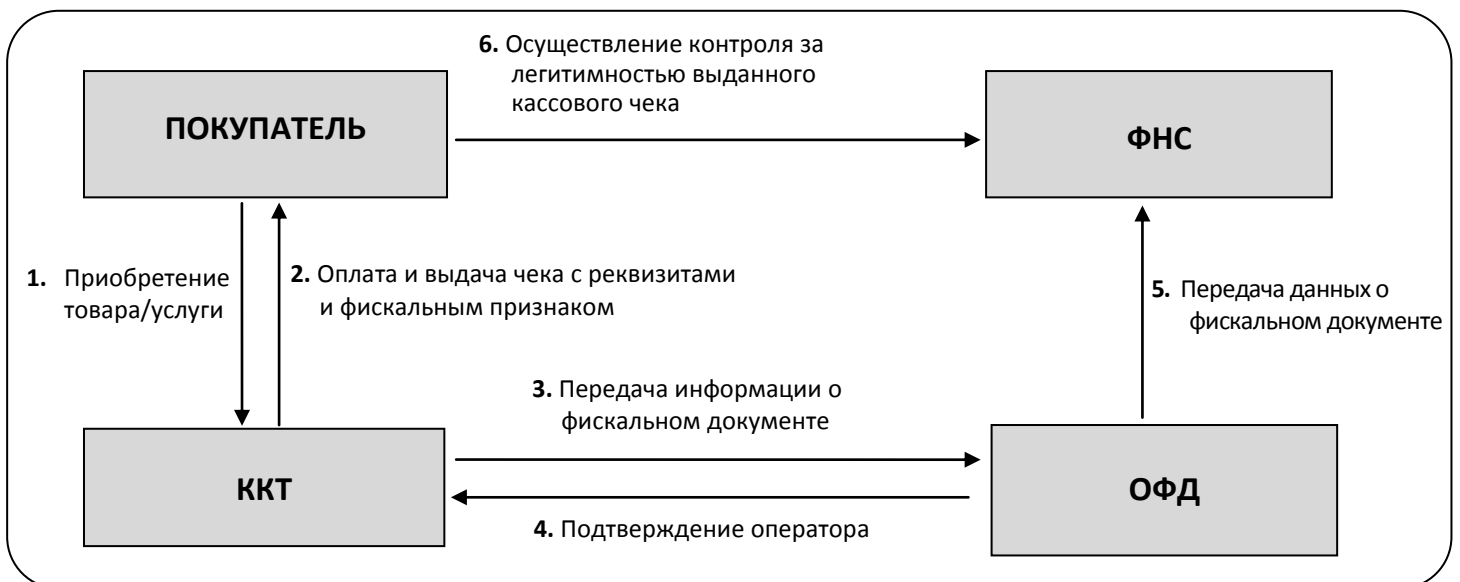 6. Осуществление контроля за
легитимностью выданного
кассового чека
ПОКУПАТЕЛЬ
ФНС
1. Приобретение
товара/услуги
2. Оплата и выдача чека с реквизитами
и фискальным признаком
5. Передача данных о
фискальном документе
3. Передача информации о
фискальном документе
ККТ
ОФД
4. Подтверждение оператора